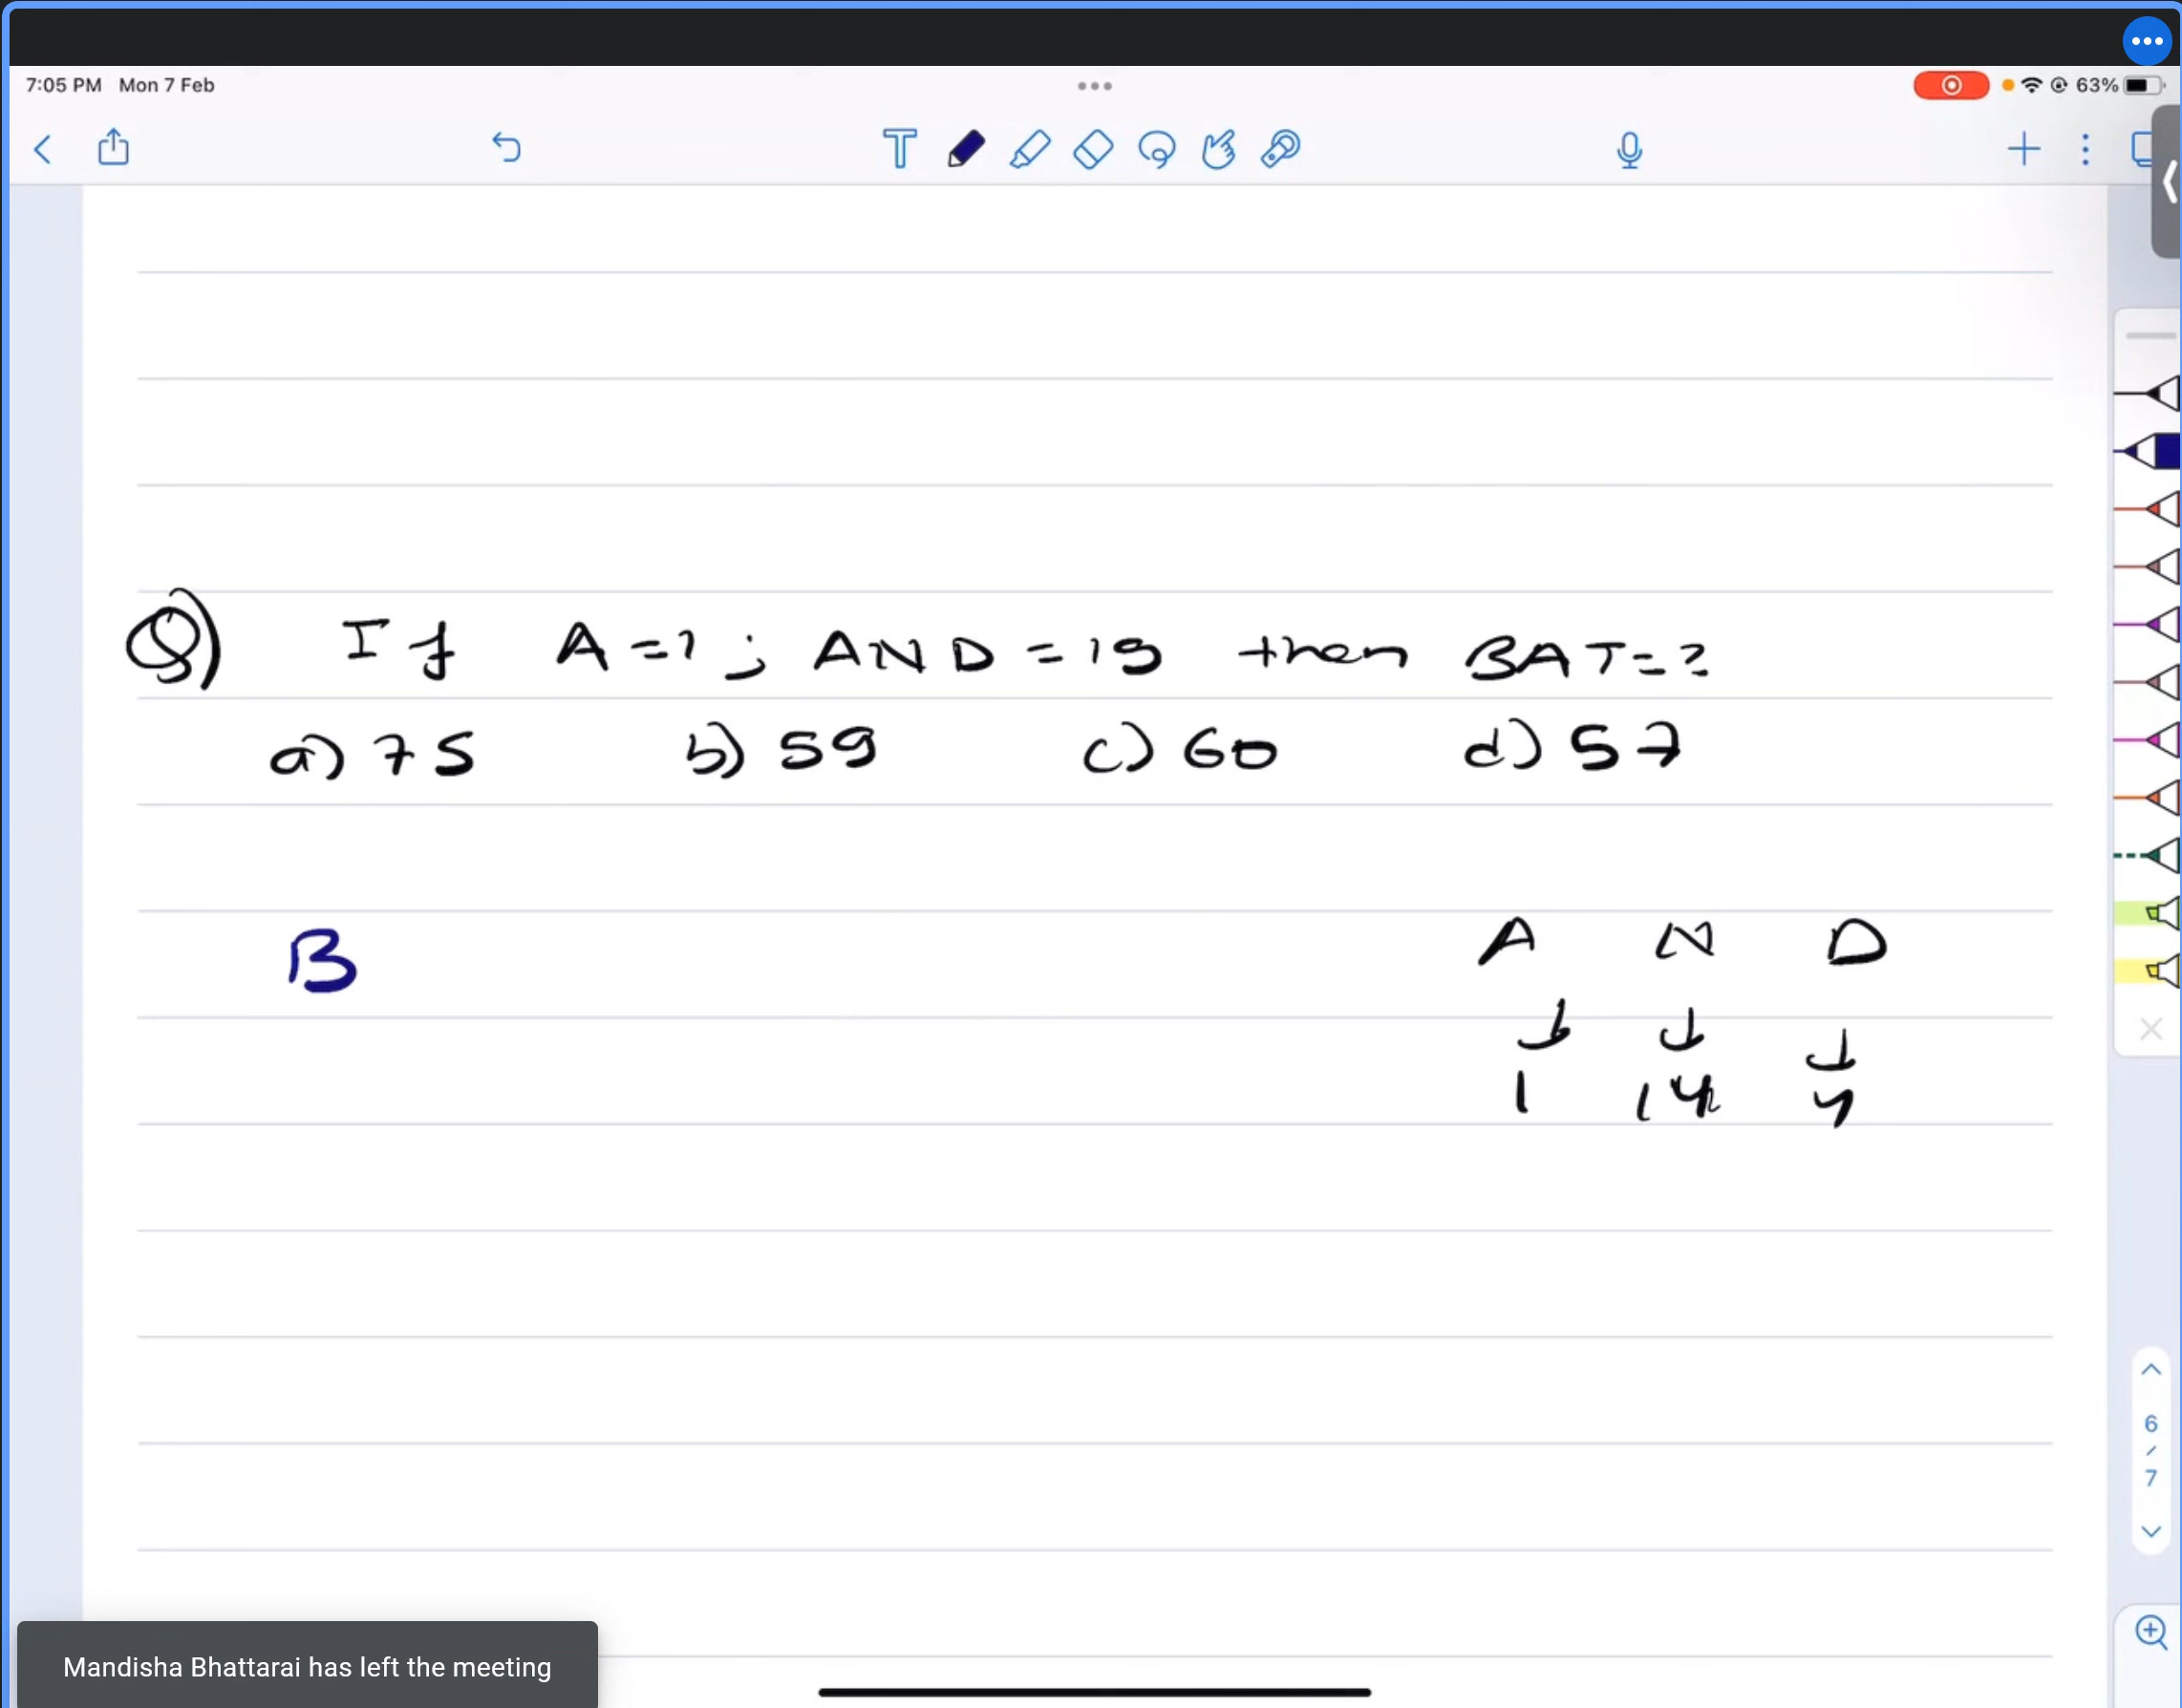 7:05 PM Mon 7 Feb
63%
T
Q) If A = 1 ; AND = 19 then BAT = ?
a) 75 b) 59 c) 60 d) 57
B A N D
1 14 4
6
/
7
Mandisha Bhattarai has left the meeting